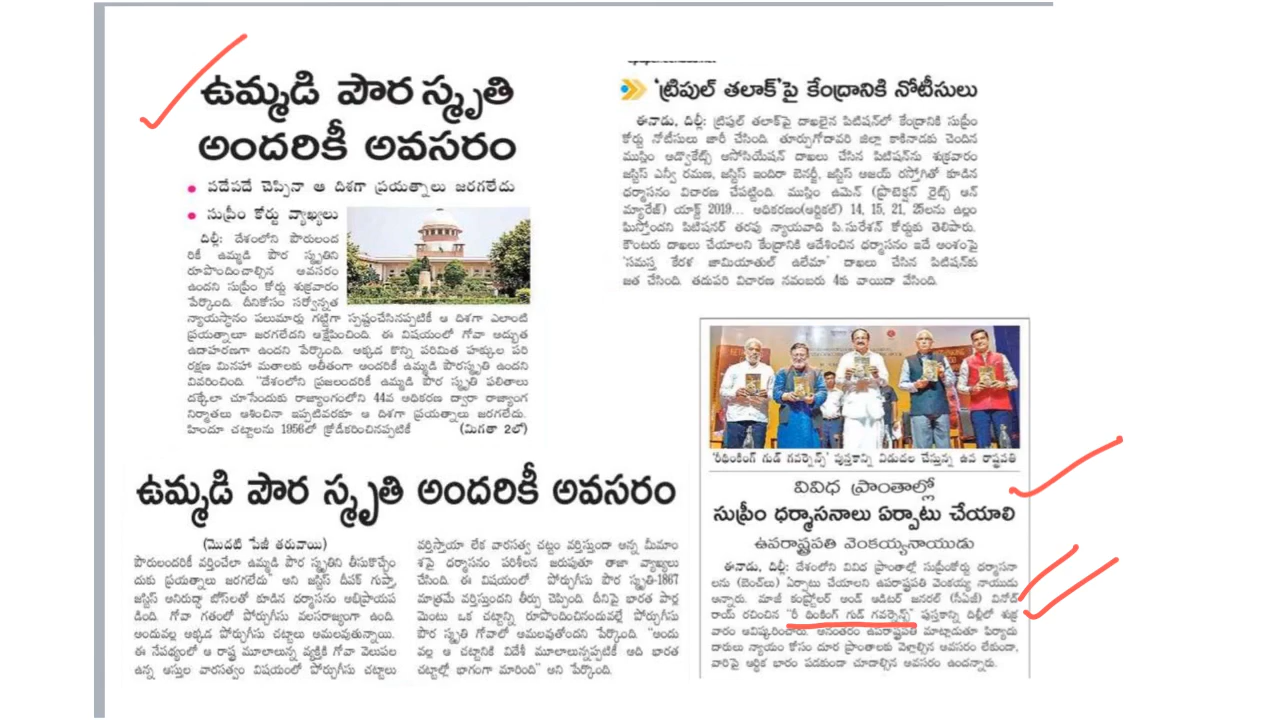 ఉమ్మడి పౌర స్మృతి
అందరికీ అవసరం
● పదేపదే చెప్పినా ఆ దిశగా ప్రయత్నాలు జరగలేదు
● సుప్రీం కోర్టు వ్యాఖ్యలు
దిల్లీ: దేశంలోని పౌరులంద
రికీ ఉమ్మడి పౌర స్మృతిని
రూపొందించాల్సిన అవసరం
ఉందని సుప్రీం కోర్టు శుక్రవారం
పేర్కొంది. దీనికోసం సర్వోన్నత
న్యాయస్థానం పలుమార్లు గట్టిగా స్పష్టంచేసినప్పటికీ ఆ దిశగా ఎలాంటి
ప్రయత్నాలూ జరగలేదని ఆక్షేపించింది. ఈ విషయంలో గోవా అద్భుత
ఉదాహరణగా ఉందని పేర్కొంది. అక్కడ కొన్ని పరిమిత హక్కుల పరి
రక్షణ మినహా మతాలకు అతీతంగా అందరికీ ఉమ్మడి పౌరస్మృతి ఉందని
వివరించింది. ‘‘దేశంలోని ప్రజలందరికీ ఉమ్మడి పౌర స్మృతి ఫలితాలు
దక్కేలా చూసేందుకు రాజ్యాంగంలోని 44వ అధికరణ ద్వారా రాజ్యాంగ
నిర్మాతలు ఆశించినా ఇప్పటివరకూ ఆ దిశగా ప్రయత్నాలు జరగలేదు.
హిందూ చట్టాలను 1956లో క్రోడీకరించినప్పటికీ (మిగతా 2లో)
‘ట్రిపుల్ తలాక్’పై కేంద్రానికి నోటీసులు
ఈనాడు, దిల్లీ: ట్రిపుల్ తలాక్‌పై దాఖలైన పిటిషన్‌లో కేంద్రానికి సుప్రీం
కోర్టు నోటీసులు జారీ చేసింది. తూర్పుగోదావరి జిల్లా కాకినాడకు చెందిన
ముస్లిం అడ్వొకేట్స్ అసోసియేషన్ దాఖలు చేసిన పిటిషన్‌ను శుక్రవారం
జస్టిస్ ఎన్వీ రమణ, జస్టిస్ ఇందిరా బెనర్జీ, జస్టిస్ అజయ్ రస్తోగితో కూడిన
ధర్మాసనం విచారణ చేపట్టింది. ముస్లిం ఉమెన్ (ప్రొటెక్షన్ రైట్స్ ఆన్
మ్యారేజ్) యాక్ట్ 2019... అధికరణం(ఆర్టికల్) 14, 15, 21, 25లను ఉల్లం
ఘిస్తోందని పిటిషనర్ తరఫు న్యాయవాది పి.సురేశన్ కోర్టుకు తెలిపారు.
కౌంటరు దాఖలు చేయాలని కేంద్రానికి ఆదేశించిన ధర్మాసనం ఇదే అంశంపై
‘సమస్త కేరళ జామియాతుల్ ఉలేమా’ దాఖలు చేసిన పిటిషన్‌కు
జత చేసింది. తదుపరి విచారణ నవంబరు 4కు వాయిదా వేసింది.
ఉమ్మడి పౌర స్మృతి అందరికీ అవసరం
(మొదటి పేజీ తరువాయి)
పౌరులందరికీ వర్తించేలా ఉమ్మడి పౌర స్మృతిని తీసుకొచ్చేం
దుకు ప్రయత్నాలు జరగలేదు అని జస్టిస్ దీపక్ గుప్తా,
జస్టిస్ అనిరుద్ధా బోస్‌లతో కూడిన ధర్మాసనం అభిప్రాయప
డింది. గోవా గతంలో పోర్చుగీసు వలసరాజ్యంగా ఉంది.
అందువల్ల అక్కడ పోర్చుగీసు చట్టాలు అమలవుతున్నాయి.
ఈ నేపథ్యంలో ఆ రాష్ట్ర మూలాలున్న వ్యక్తికి గోవా వెలుపల
ఉన్న ఆస్తుల వారసత్వం విషయంలో పోర్చుగీసు చట్టాలు
వర్తిస్తాయా లేక వారసత్వ చట్టం వర్తిస్తుందా అన్న మీమాం
శపై ధర్మాసనం పరిశీలన జరుపుతూ తాజా వ్యాఖ్యలు
చేసింది. ఈ విషయంలో పోర్చుగీసు పౌర స్మృతి-1867
మాత్రమే వర్తిస్తుందని తీర్పు చెప్పింది. దీనిపై భారత పార్ల
మెంటు ఒక చట్టాన్ని రూపొందించినందువల్లే పోర్చుగీసు
పౌర స్మృతి గోవాలో అమలవుతోందని పేర్కొంది. ‘‘అందు
వల్ల ఆ చట్టానికి విదేశీ మూలాలున్నప్పటికీ అది భారత
చట్టాల్లో భాగంగా మారింది’’ అని పేర్కొంది.
‘రీథింకింగ్ గుడ్ గవర్నెన్స్’ పుస్తకాన్ని విడుదల చేస్తున్న ఉప రాష్ట్రపతి
వివిధ ప్రాంతాల్లో
సుప్రీం ధర్మాసనాలు ఏర్పాటు చేయాలి
ఉపరాష్ట్రపతి వెంకయ్యనాయుడు
ఈనాడు, దిల్లీ: దేశంలోని వివిధ ప్రాంతాల్లో సుప్రీంకోర్టు ధర్మాసనా
లను (బెంచ్‌లు) ఏర్పాటు చేయాలని ఉపరాష్ట్రపతి వెంకయ్య నాయుడు
అన్నారు. మాజీ కంప్ట్రోలర్ అండ్ ఆడిటర్ జనరల్ (సీఏజీ) వినోద్
రాయ్ రచించిన ‘‘రీ థింకింగ్ గుడ్ గవర్నెన్స్’’ పుస్తకాన్ని దిల్లీలో శుక్ర
వారం ఆవిష్కరించారు. అనంతరం ఉపరాష్ట్రపతి మాట్లాడుతూ ఫిర్యాదు
దారులు న్యాయం కోసం దూర ప్రాంతాలకు వెళ్లాల్సిన అవసరం లేకుండా,
వారిపై ఆర్థిక భారం పడకుండా చూడాల్సిన అవసరం ఉందన్నారు.